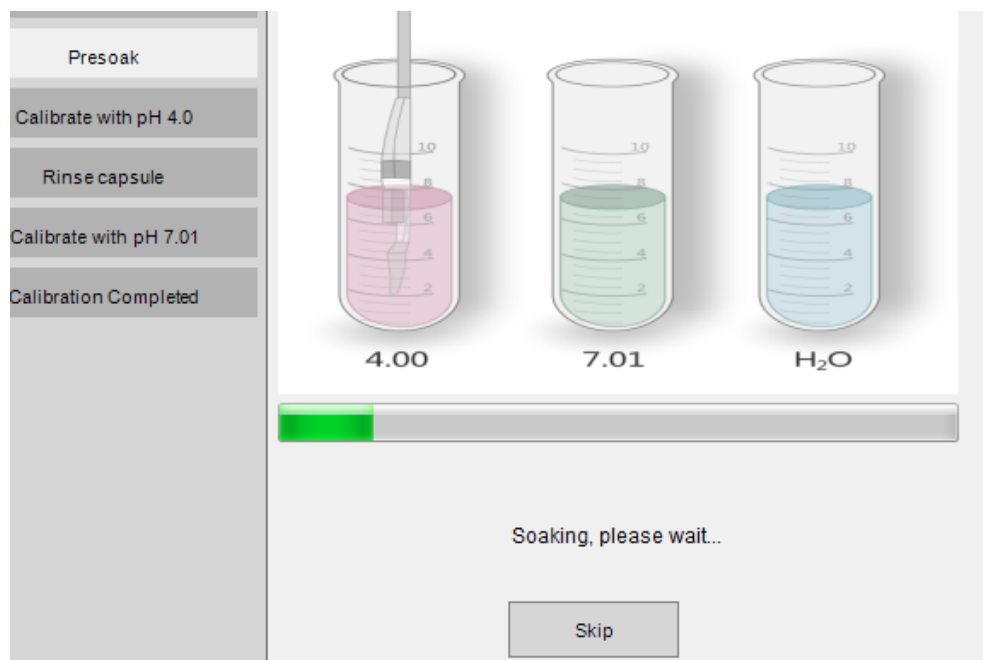 Presoak
Calibrate with pH 4.0
Rinse capsule
Calibrate with pH 7.01
Calibration Completed
10
8
6
4
2
10
8
6
4
2
10
8
6
4
2
4.00
7.01
H₂O
Soaking, please wait...
Skip